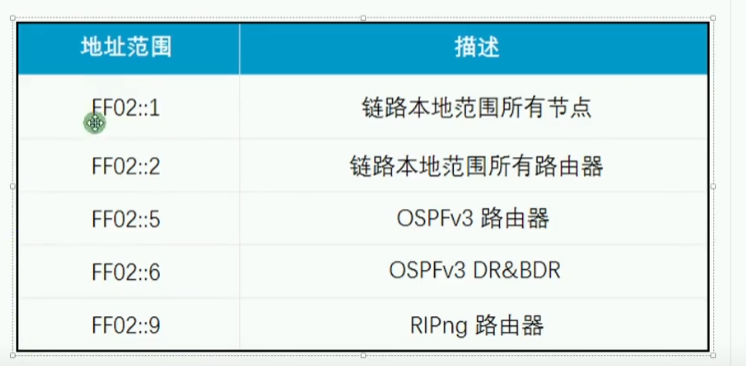 地址范围 描述
FF02::1 链路本地范围所有节点
FF02::2 链路本地范围所有路由器
FF02::5 OSPFv3 路由器
FF02::6 OSPFv3 DR&BDR
FF02::9 RIPng 路由器